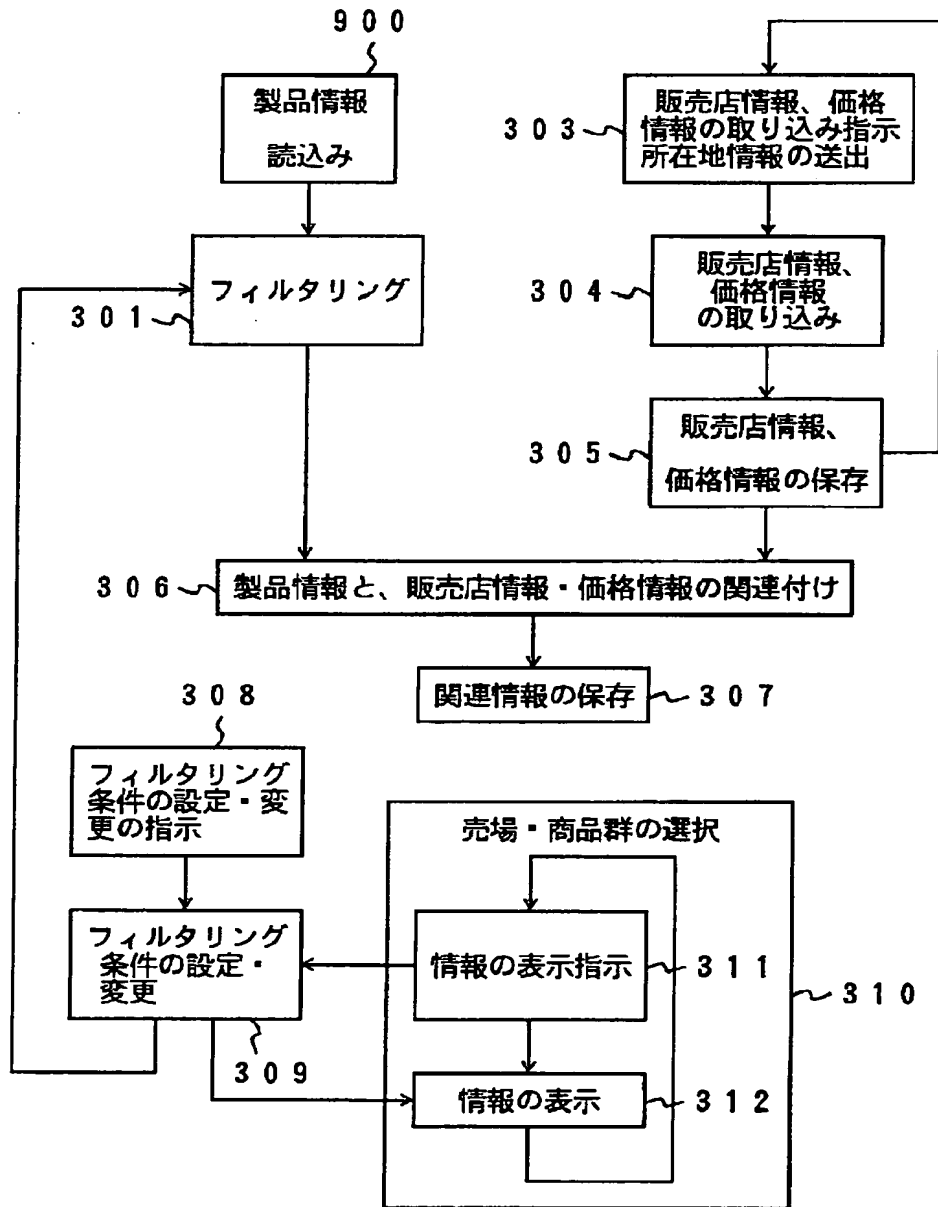 ９００
製品情報
読込み
フィルタリング
３０１
販売店情報、価格
情報の取り込み指示
所在地情報の送出
３０３
販売店情報、
価格情報
の取り込み
３０４
販売店情報、
価格情報の保存
３０５
３０６
製品情報と、販売店情報・価格情報の関連付け
関連情報の保存
３０７
３０８
フィルタリング
条件の設定・変
更の指示
フィルタリング
条件の設定・
変更
３０９
売場・商品群の選択
情報の表示指示
３１１
３１０
情報の表示
３１２